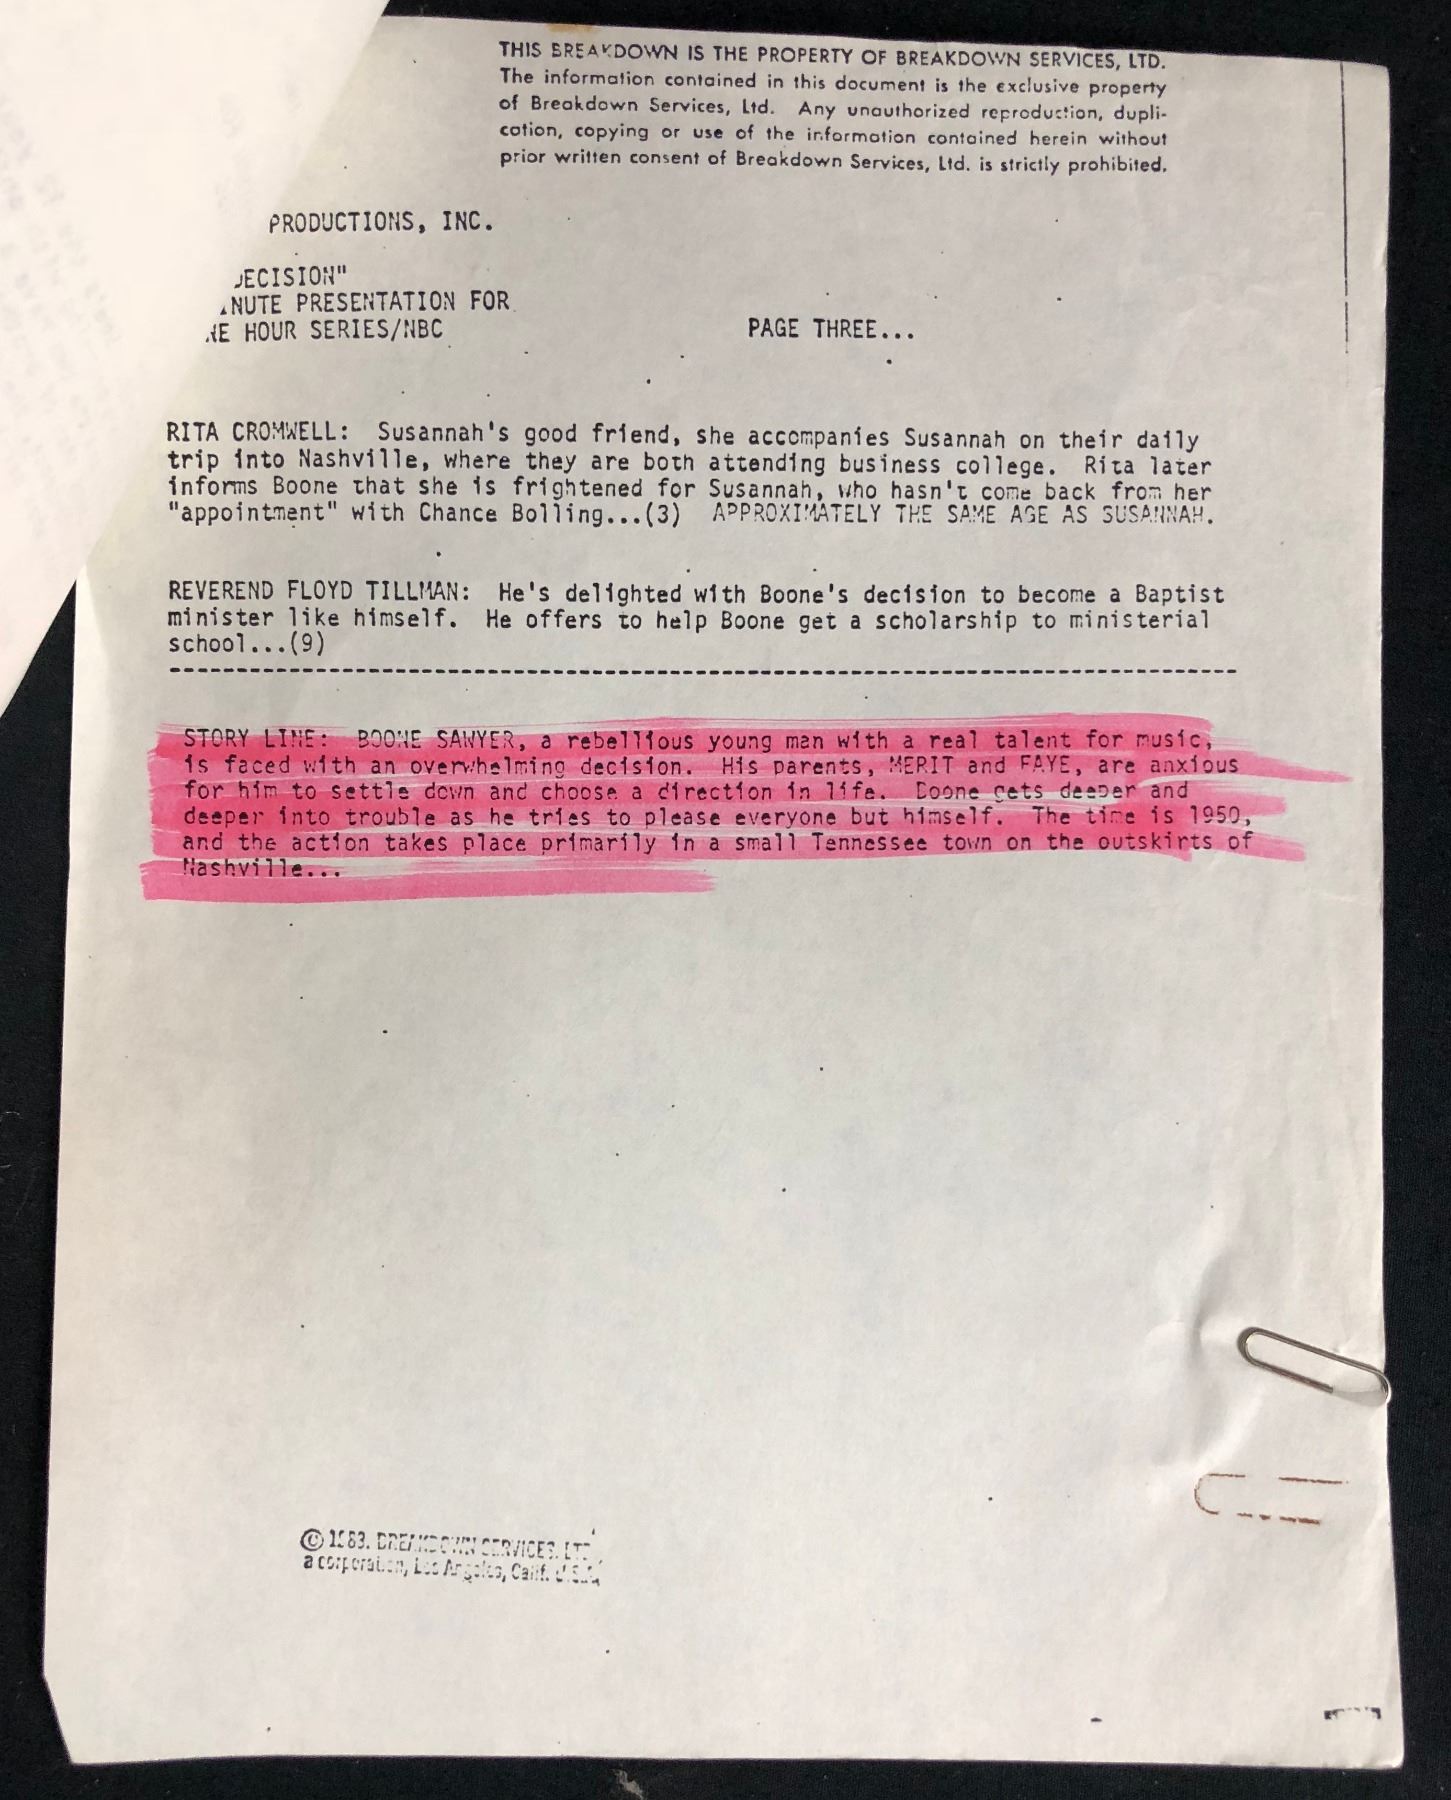 THIS BREAKDOWN IS THE PROPERTY OF BREAKDOWN SERVICES, LTD.
The information contained in this document is the exclusive property
of Breakdown Services, Ltd. Any unauthorized reproduction, dupli-
cation, copying or use of the information contained herein without
prior written consent of Breakdown Services, Ltd. is strictly prohibited.
PRODUCTIONS, INC.
DECISION"
NUTE PRESENTATION FOR
NE HOUR SERIES/NBC
PAGE THREE...
RITA CROMWELL: Susannah's good friend, she accompanies Susannah on their daily
trip into Nashville, where they are both attending business college. Rita later
informs Boone that she is frightened for Susannah, who hasn't come back from her
"appointment" with Chance Bolling...(3) APPROXIMATELY THE SAME AGE AS SUSANNAH.
REVEREND FLOYD TILLMAN: He's delighted with Boone's decision to become a Baptist
minister like himself. He offers to help Boone get a scholarship to ministerial
school...(9)
STORY LINE: BOONE SAWYER, a rebellious young man with a real talent for music,
is faced with an overwhelming decision. His parents, MERIT and FAYE, are anxious
for him to settle down and choose a direction in life. Boone gets deeper and
deeper into trouble as he tries to please everyone but himself. The time is 1950,
and the action takes place primarily in a small Tennessee town on the outskirts of
Nashville...
© 1983. BREAKDOWN SERVICES, LTD.,
a corporation, Los Angeles, Calif. U.S.A.